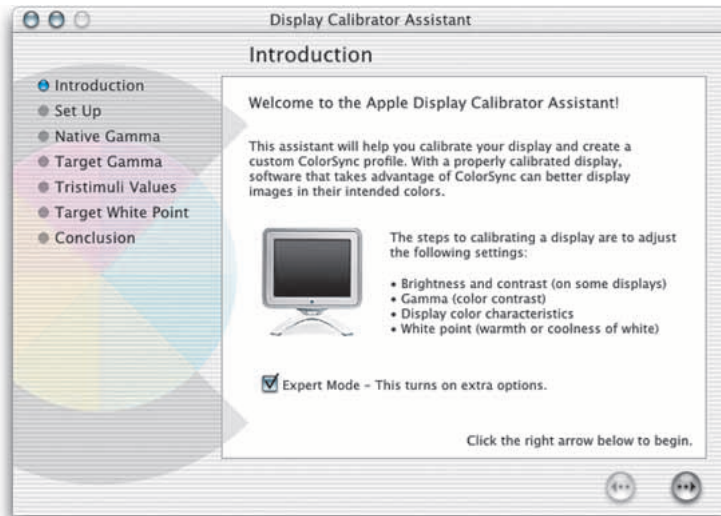 Display Calibrator Assistant
Introduction
Introduction
Set Up
Native Gamma
Target Gamma
Tristimuli Values
Target White Point
Conclusion
Welcome to the Apple Display Calibrator Assistant!
This assistant will help you calibrate your display and create a
custom ColorSync profile. With a properly calibrated display,
software that takes advantage of ColorSync can better display
images in their intended colors.
The steps to calibrating a display are to adjust
the following settings:
• Brightness and contrast (on some displays)
• Gamma (color contrast)
• Display color characteristics
• White point (warmth or coolness of white)
Expert Mode – This turns on extra options.
Click the right arrow below to begin.